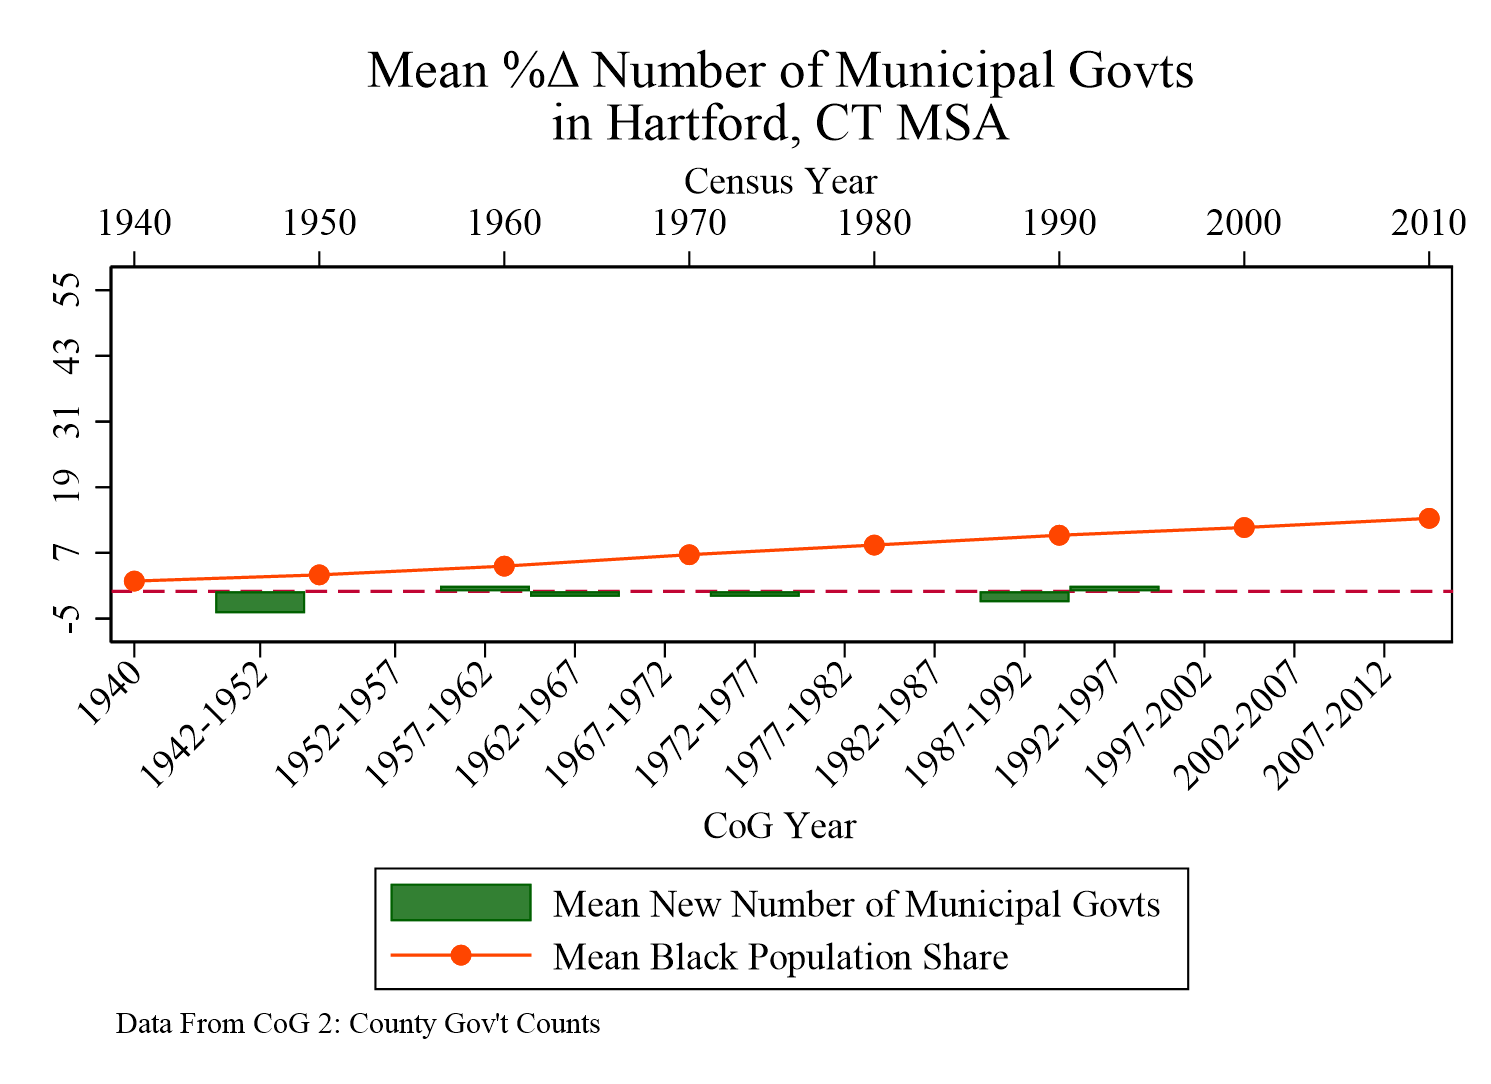 Mean %Δ Number of Municipal Govts
in Hartford, CT MSA
Census Year
1940 1950 1960 1970 1980 1990 2000 2010
55
43
31
19
7
-5
1940 1942-1952 1952-1957 1957-1962 1962-1967 1967-1972 1972-1977 1977-1982 1982-1987 1987-1992 1992-1997 1997-2002 2002-2007 2007-2012
CoG Year
Mean New Number of Municipal Govts
Mean Black Population Share
Data From CoG 2: County Gov't Counts